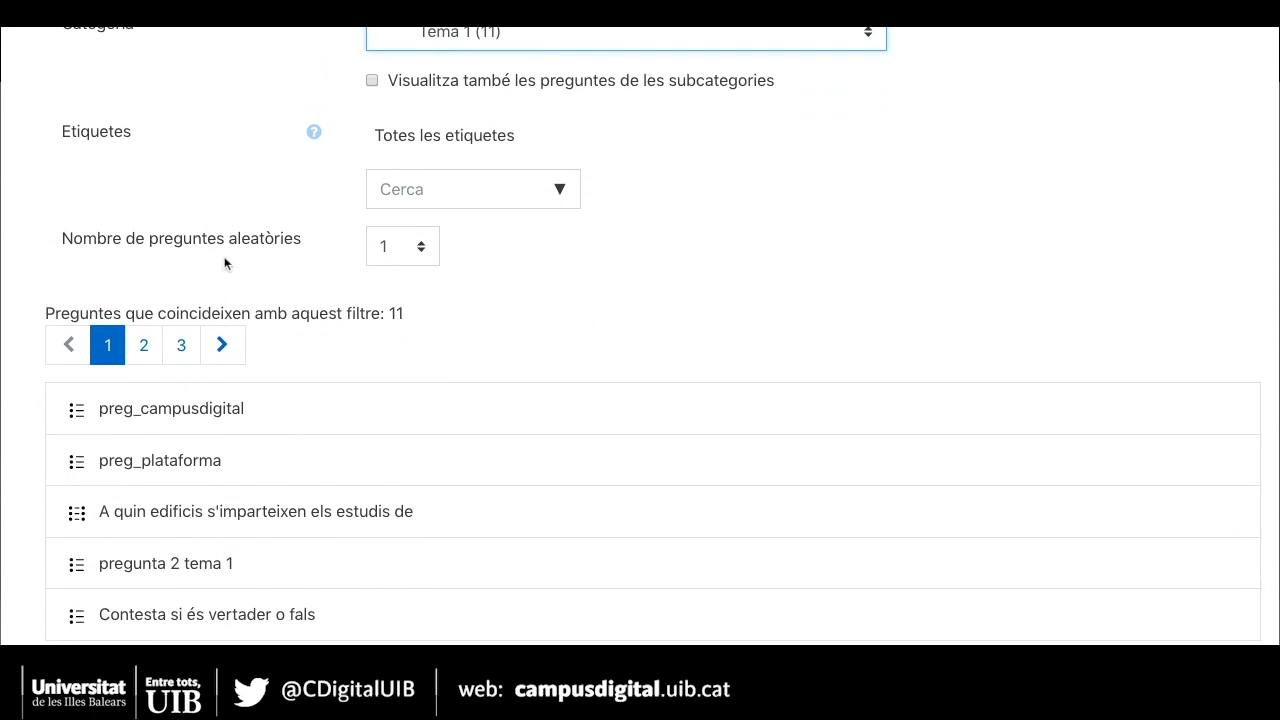 Categoria
Tema 1 (11)
Visualitza també les preguntes de les subcategories
Etiquetes
?
Totes les etiquetes
Cerca
Nombre de preguntes aleatòries
1
Preguntes que coincideixen amb aquest filtre: 11
1 2 3
preg_campusdigital
preg_plataforma
A quin edificis s'imparteixen els estudis de
pregunta 2 tema 1
Contesta si és vertader o fals
Universitat
de les Illes Balears
Entre tots,
UIB
@CDigitalUIB
web: campusdigital.uib.cat